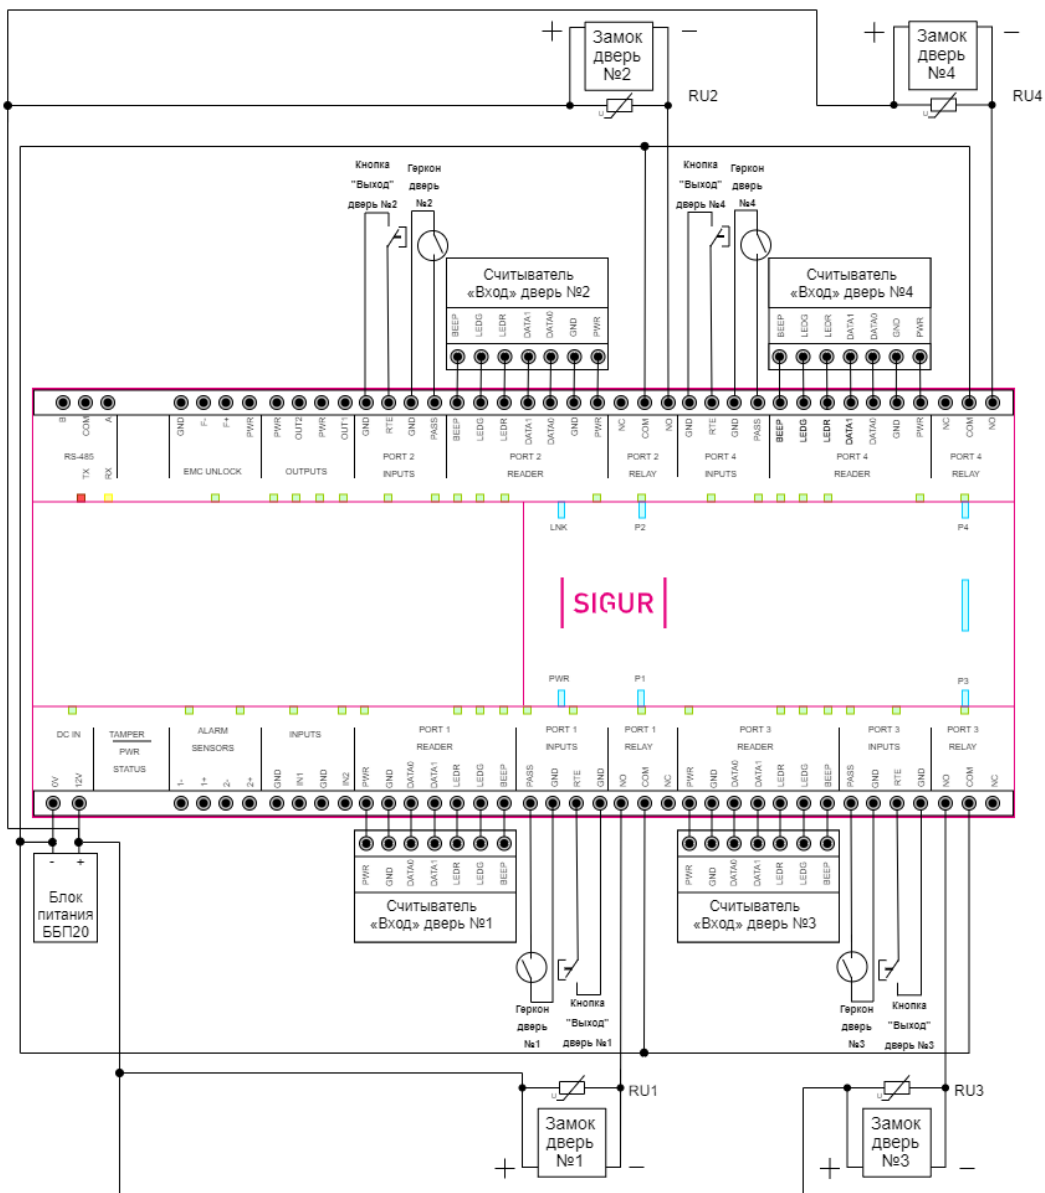 +
Замок
дверь
№2
−
RU2
+
Замок
дверь
№4
−
RU4
U
U
Кнопка
"Выход"
дверь №2
Геркон
дверь
№2
Кнопка
"Выход"
дверь №4
Геркон
дверь
№4
Считыватель
«Вход» дверь №2
BEEP LEDG LEDR DATA1 DATA0 GND PWR
Считыватель
«Вход» дверь №4
BEEP LEDG LEDR DATA1 DATA0 GND PWR
B COM A GND F- F+ PWR PWR OUT2 PWR OUT1 GND RTE GND PASS BEEP LEDG LEDR DATA1 DATA0 GND PWR NC COM NO GND RTE GND PASS BEEP LEDG LEDR DATA1 DATA0 GND PWR NC COM NO
RS-485
TX RX
EMC UNLOCK
OUTPUTS
PORT 2
INPUTS
PORT 2
READER
PORT 2
RELAY
PORT 4
INPUTS
PORT 4
READER
PORT 4
RELAY
LNK P2 P4
SIGUR
PWR P1 P3
DC IN
TAMPER
PWR
STATUS
ALARM
SENSORS
INPUTS
PORT 1
READER
PORT 1
INPUTS
PORT 1
RELAY
PORT 3
READER
PORT 3
INPUTS
PORT 3
RELAY
0V 12V 1- 1+ 2- 2+ GND IN1 GND IN2 PWR GND DATA0 DATA1 LEDR LEDG BEEP PASS GND RTE GND NO COM NC PWR GND DATA0 DATA1 LEDR LEDG BEEP PASS GND RTE GND NO COM NC
- +
Блок
питания
ББП20
PWR GND DATA0 DATA1 LEDR LEDG BEEP
Считыватель
«Вход» дверь №1
PWR GND DATA0 DATA1 LEDR LEDG BEEP
Считыватель
«Вход» дверь №3
Геркон
дверь
№1
Кнопка
"Выход"
дверь №1
Геркон
дверь
№3
Кнопка
"Выход"
дверь №3
U
RU1
U
RU3
Замок
дверь
№1
+
−
Замок
дверь
№3
+
−